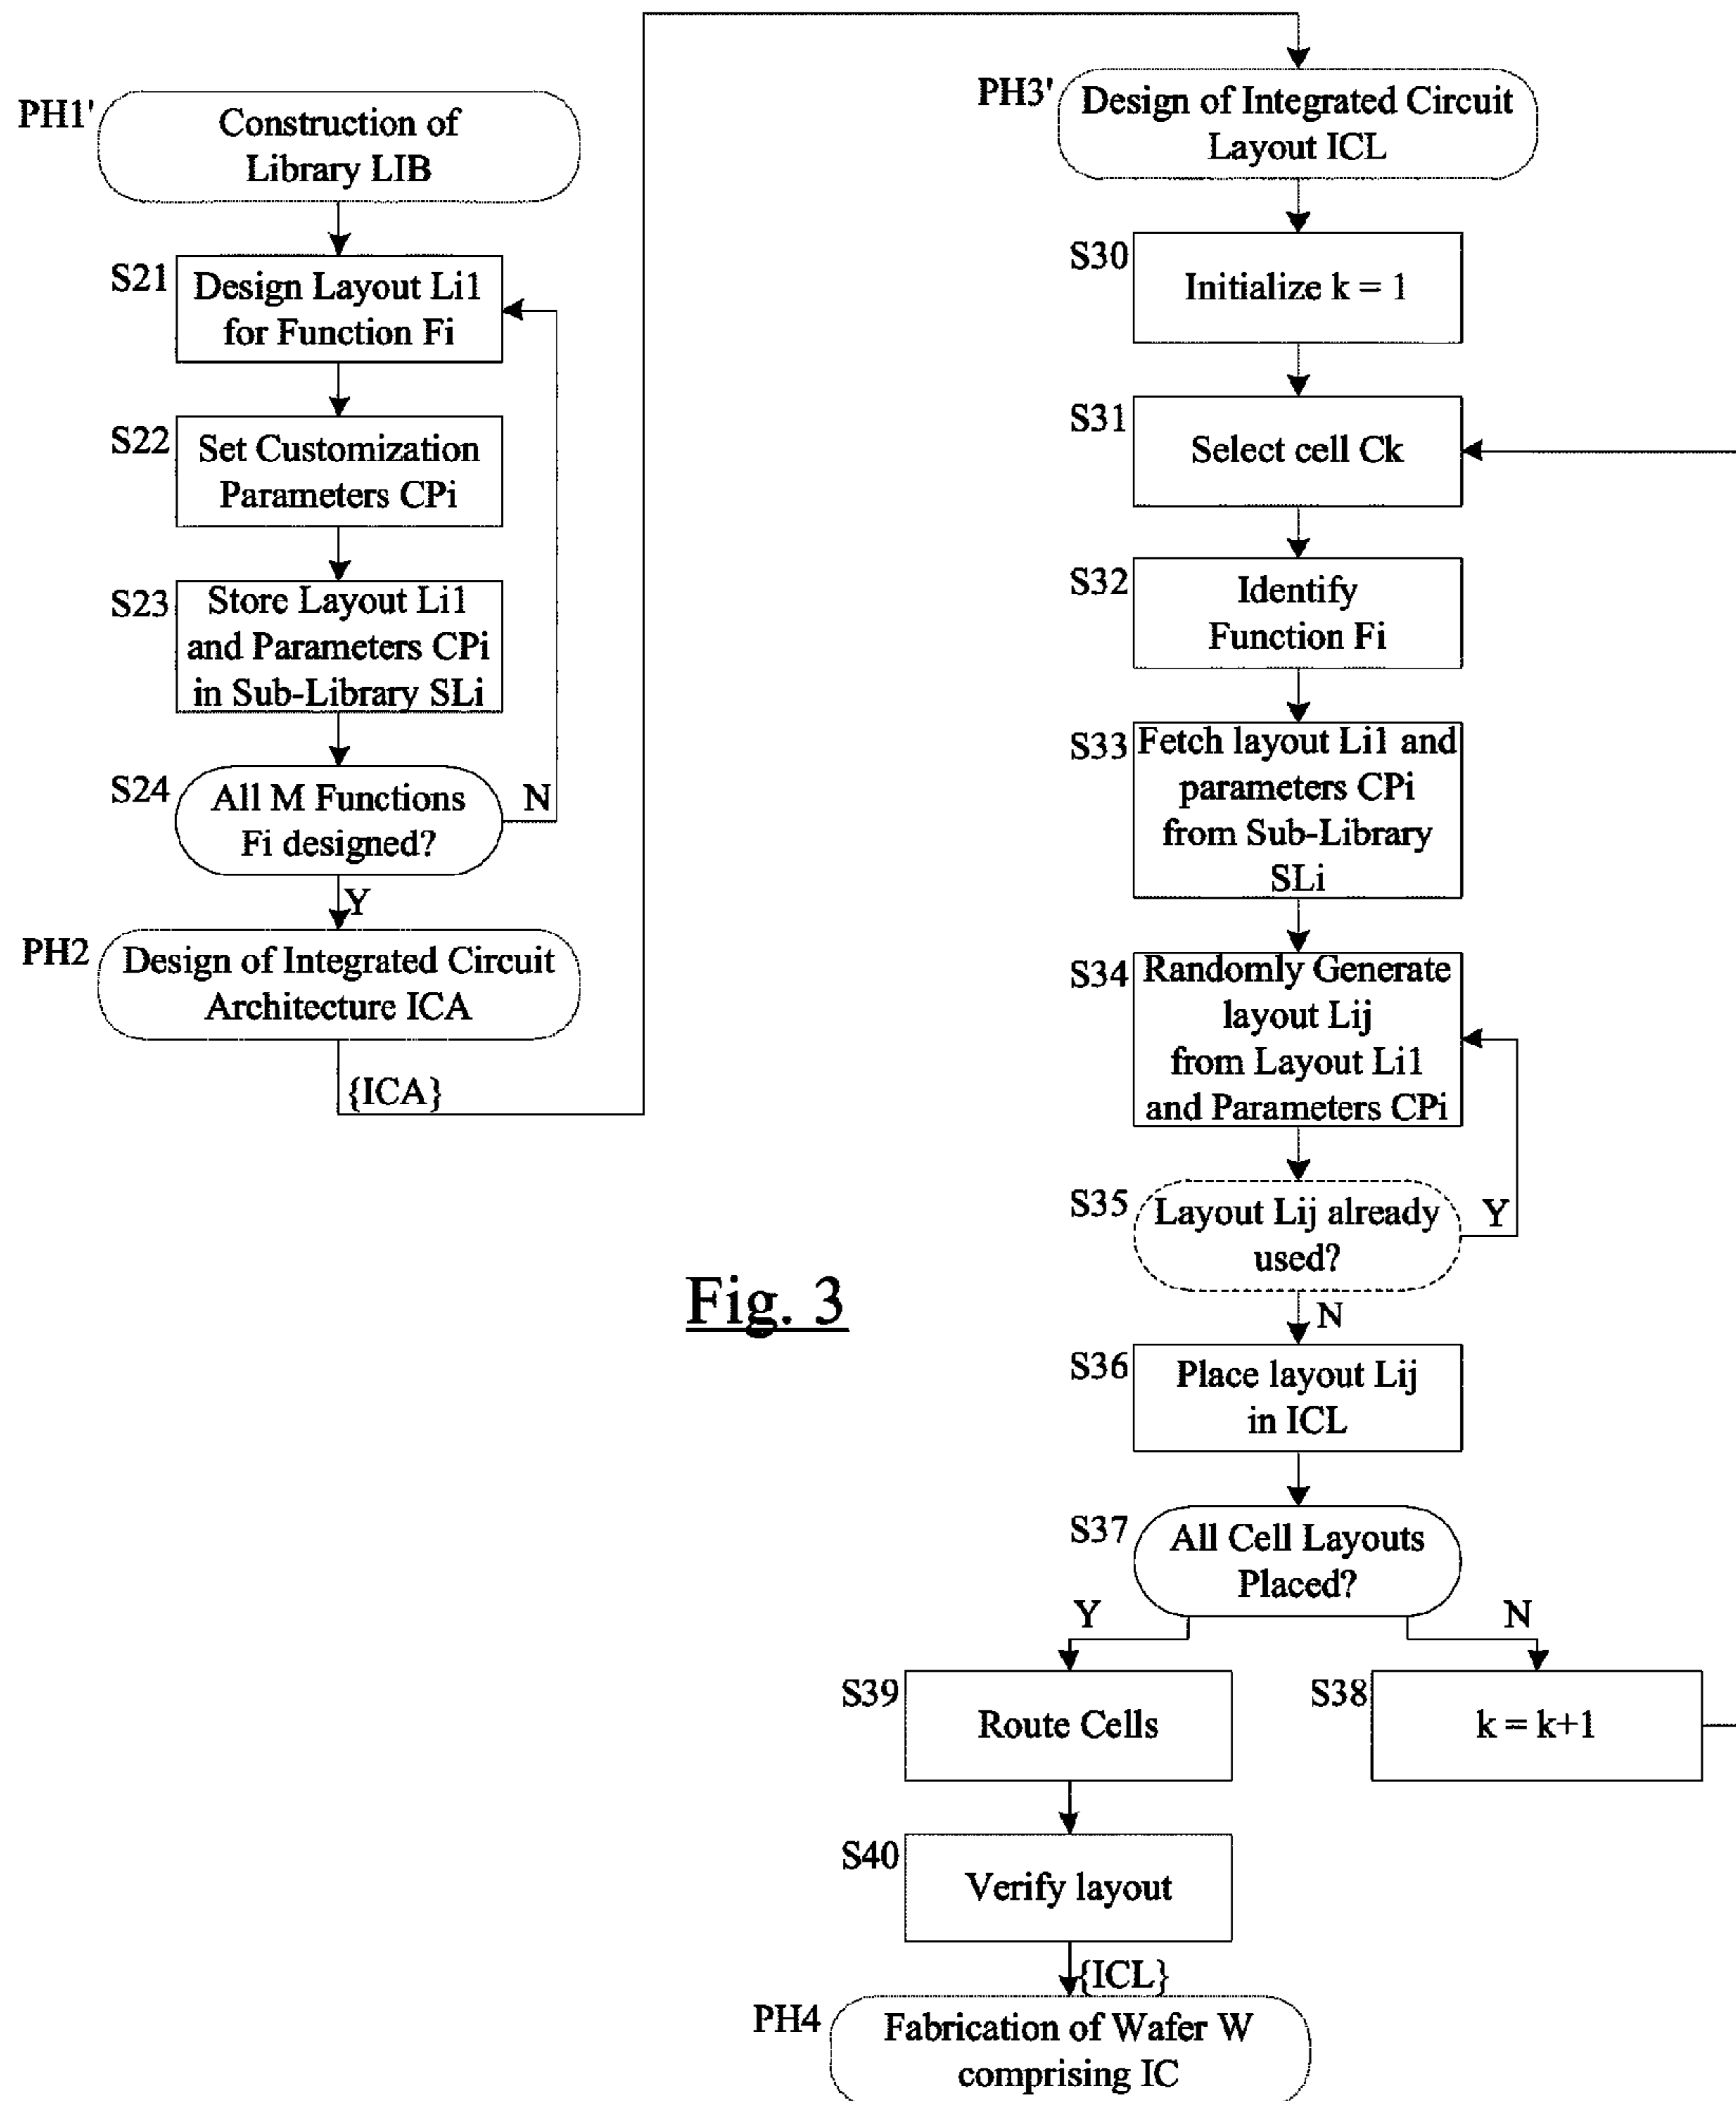 PH1'
Construction of
Library LIB
S21
Design Layout Li1
for Function Fi
S22
Set Customization
Parameters CPi
S23
Store Layout Li1
and Parameters CPi
in Sub-Library SLi
S24
All M Functions
Fi designed?
N
Y
PH2
Design of Integrated Circuit
Architecture ICA
{ICA}
PH3'
Design of Integrated Circuit
Layout ICL
S30
Initialize k = 1
S31
Select cell Ck
S32
Identify
Function Fi
S33
Fetch layout Li1 and
parameters CPi
from Sub-Library
SLi
S34
Randomly Generate
layout Lij
from Layout Li1
and Parameters CPi
S35
Layout Lij already
used?
Y
N
S36
Place layout Lij
in ICL
S37
All Cell Layouts
Placed?
Y
N
S39
Route Cells
S38
k = k+1
S40
Verify layout
{ICL}
PH4
Fabrication of Wafer W
comprising IC
Fig. 3